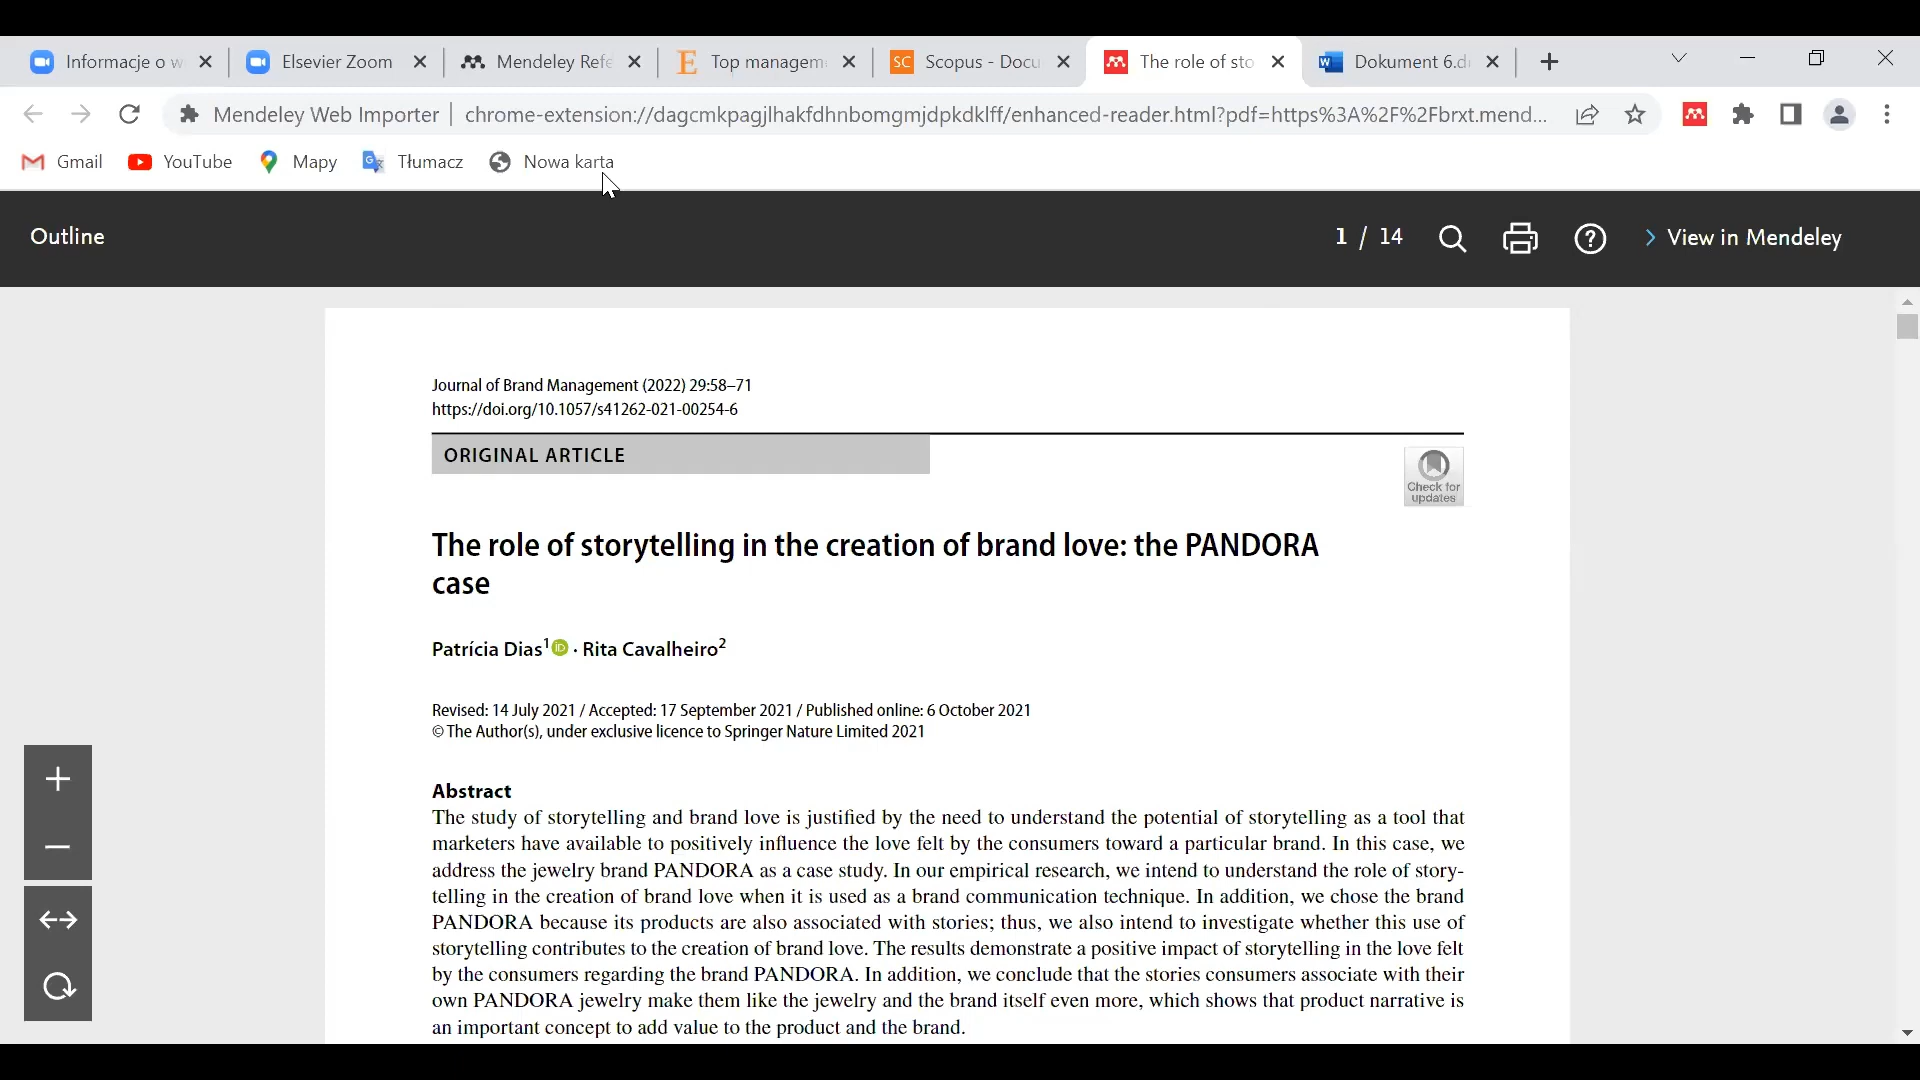 Informacje o w
Elsevier Zoom
Mendeley Refe
Top managem
SC Scopus - Docu
The role of sto
Dokument 6.d
Mendeley Web Importer | chrome-extension://dagcmkpagjlhakfdhnbomgmjdpkdklff/enhanced-reader.html?pdf=https%3A%2F%2Fbrxt.mend...
Gmail
YouTube
Mapy
Tłumacz
Nowa karta
Outline
1 / 14
View in Mendeley
Journal of Brand Management (2022) 29:58–71
https://doi.org/10.1057/s41262-021-00254-6
ORIGINAL ARTICLE
Check for
updates
The role of storytelling in the creation of brand love: the PANDORA
case
Patrícia Dias1 iD · Rita Cavalheiro2
Revised: 14 July 2021 / Accepted: 17 September 2021 / Published online: 6 October 2021
© The Author(s), under exclusive licence to Springer Nature Limited 2021
Abstract
The study of storytelling and brand love is justified by the need to understand the potential of storytelling as a tool that
marketers have available to positively influence the love felt by the consumers toward a particular brand. In this case, we
address the jewelry brand PANDORA as a case study. In our empirical research, we intend to understand the role of story-
telling in the creation of brand love when it is used as a brand communication technique. In addition, we chose the brand
PANDORA because its products are also associated with stories; thus, we also intend to investigate whether this use of
storytelling contributes to the creation of brand love. The results demonstrate a positive impact of storytelling in the love felt
by the consumers regarding the brand PANDORA. In addition, we conclude that the stories consumers associate with their
own PANDORA jewelry make them like the jewelry and the brand itself even more, which shows that product narrative is
an important concept to add value to the product and the brand.